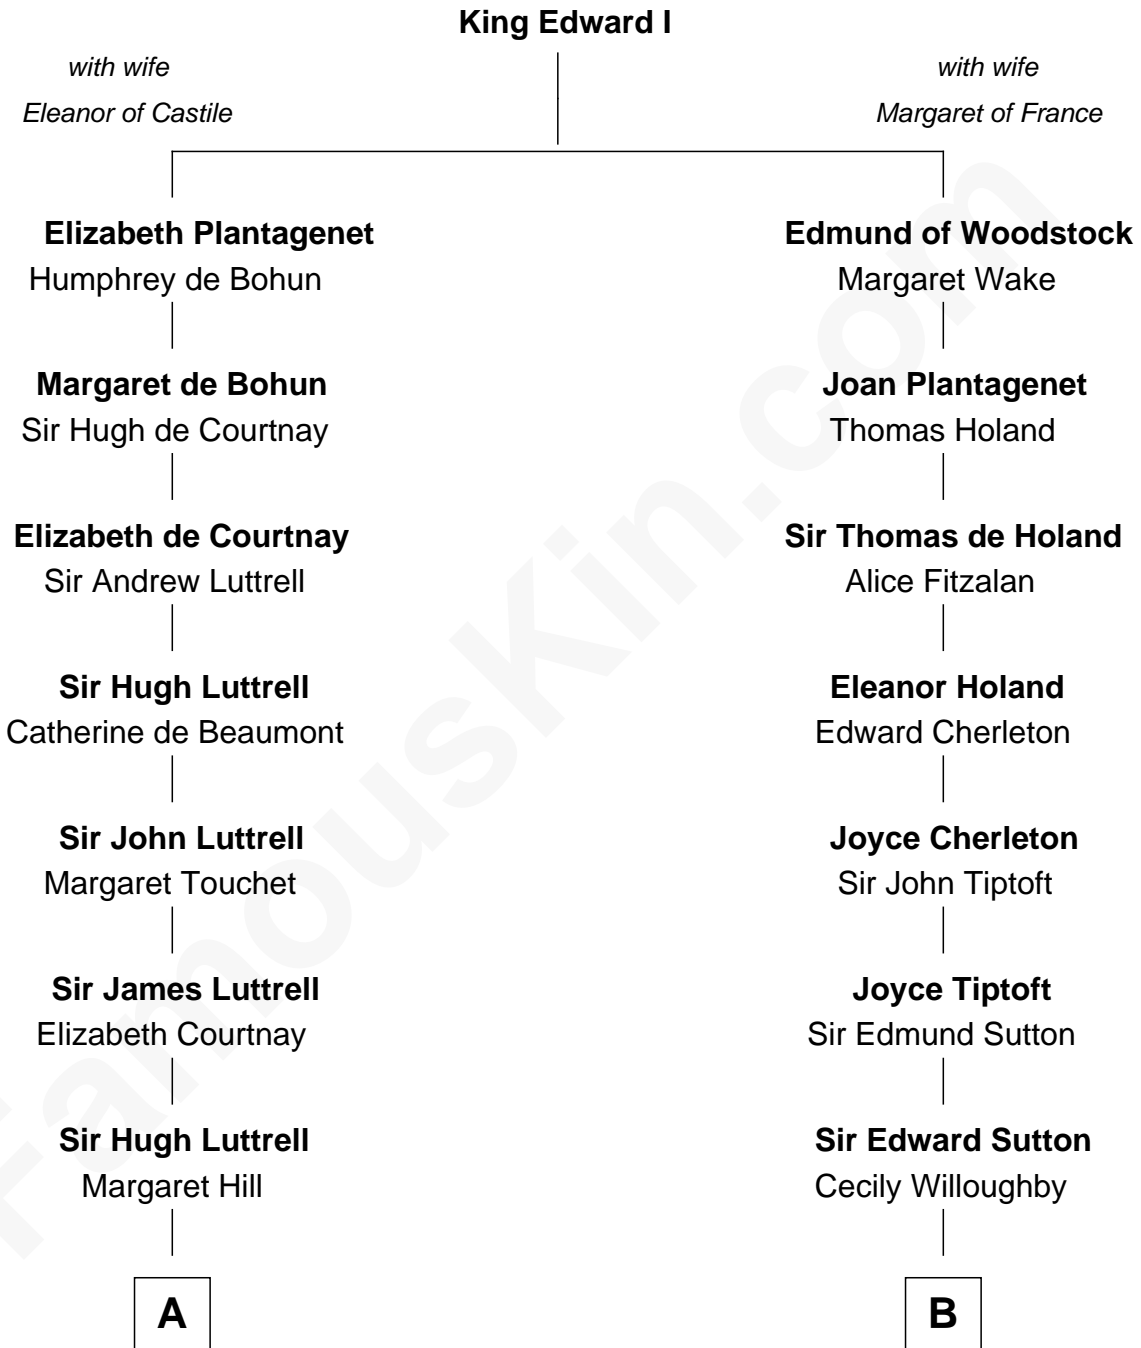 King Edward I
with wife
Eleanor of Castile
with wife
Margaret of France
Elizabeth Plantagenet
Humphrey de Bohun
Edmund of Woodstock
Margaret Wake
Margaret de Bohun
Sir Hugh de Courtnay
Joan Plantagenet
Thomas Holand
Elizabeth de Courtnay
Sir Andrew Luttrell
Sir Thomas de Holand
Alice Fitzalan
Sir Hugh Luttrell
Catherine de Beaumont
Eleanor Holand
Edward Cherleton
Sir John Luttrell
Margaret Touchet
Joyce Cherleton
Sir John Tiptoft
Sir James Luttrell
Elizabeth Courtnay
Joyce Tiptoft
Sir Edmund Sutton
Sir Hugh Luttrell
Margaret Hill
Sir Edward Sutton
Cecily Willoughby
A
B
FamousKin.com